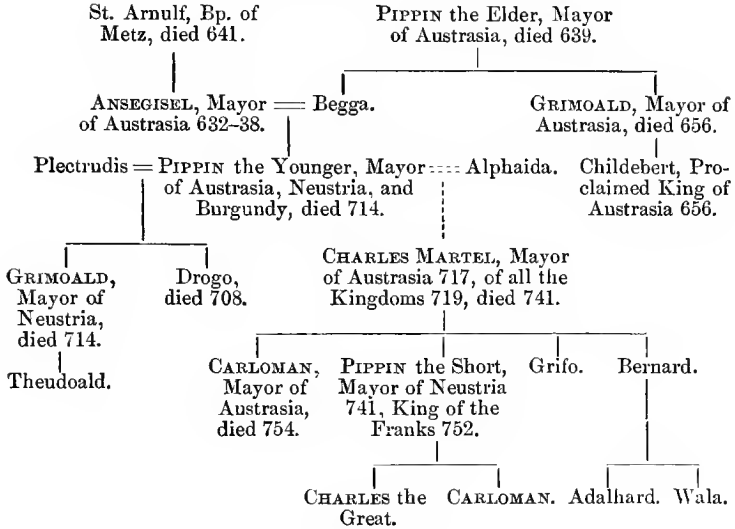 St. Arnulf, Bp. of
Metz, died 641.
PIPPIN the Elder, Mayor
of Austrasia, died 639.
ANSEGISEL, Mayor
of Austrasia 632–38.
Begga.
GRIMOALD, Mayor of
Austrasia, died 656.
Plectrudis = PIPPIN the Younger, Mayor
of Austrasia, Neustria, and
Burgundy, died 714.
Alphaida.
Childebert, Pro-
claimed King of
Austrasia 656.
GRIMOALD,
Mayor of
Neustria,
died 714.
Drogo,
died 708.
CHARLES MARTEL, Mayor
of Austrasia 717, of all the
Kingdoms 719, died 741.
Theudoald.
CARLOMAN,
Mayor of
Austrasia,
died 754.
PIPPIN the Short,
Mayor of Neustria
741, King of the
Franks 752.
Grifo.
Bernard.
CHARLES the
Great.
CARLOMAN.
Adalhard.
Wala.